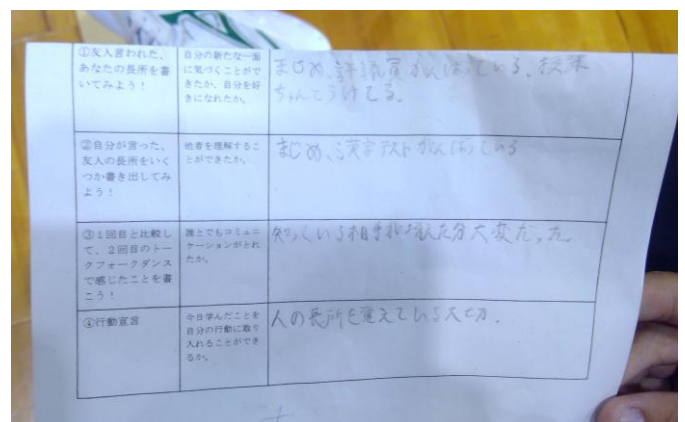 ①友人言われた、
あなたの長所を書
いてみよう！
自分の新たな一面
に気づくことがで
きたか、自分を好
きになれたか。
まじめ、評議員がんばっている。授業
ちゃんとうけてる。
②自分が言った、
友人の長所をいく
つか書き出してみ
よう！
他者を理解するこ
とができたか。
まじめ、漢字テストがんばっている
③1回目と比較し
て、2回目のトー
クフォークダンス
で感じたことを書
こう！
誰とでもコミュニ
ケーションがとれ
たか。
知っている相手が増えた分大変だった。
④行動宣言
今日学んだことを
自分の行動に取り
入れることができ
るか。
人の長所を覚えている大切.